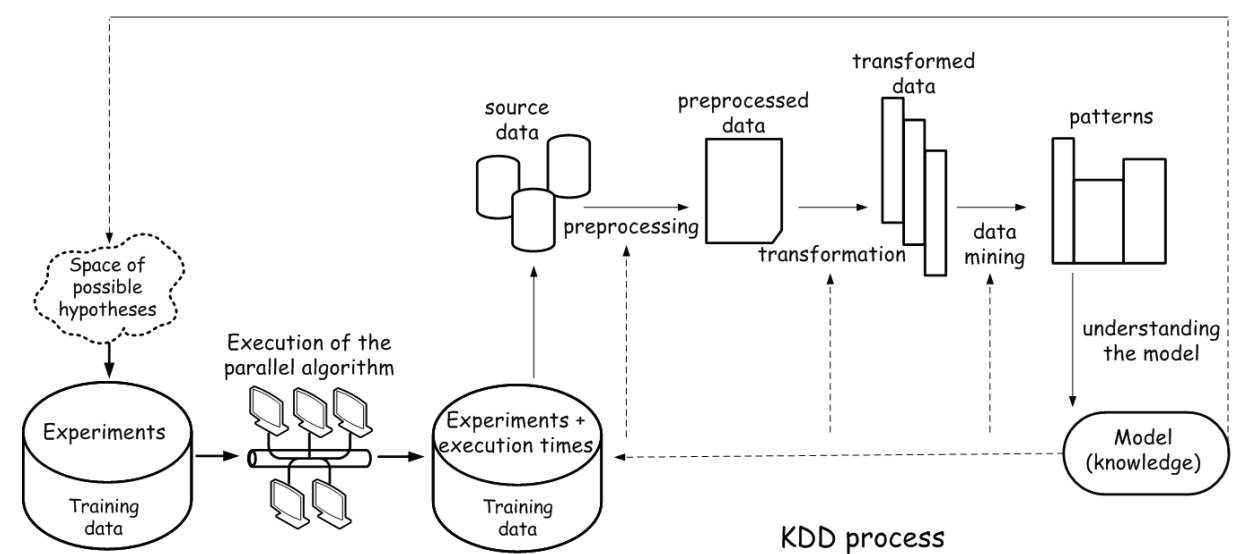 transformed
data
source
data
preprocessed
data
patterns
preprocessing
transformation
data
mining
Space of
possible
hypotheses
understanding
the model
Execution of the
parallel algorithm
Experiments
Training
data
Experiments +
execution times
Training
data
Model
(knowledge)
KDD process